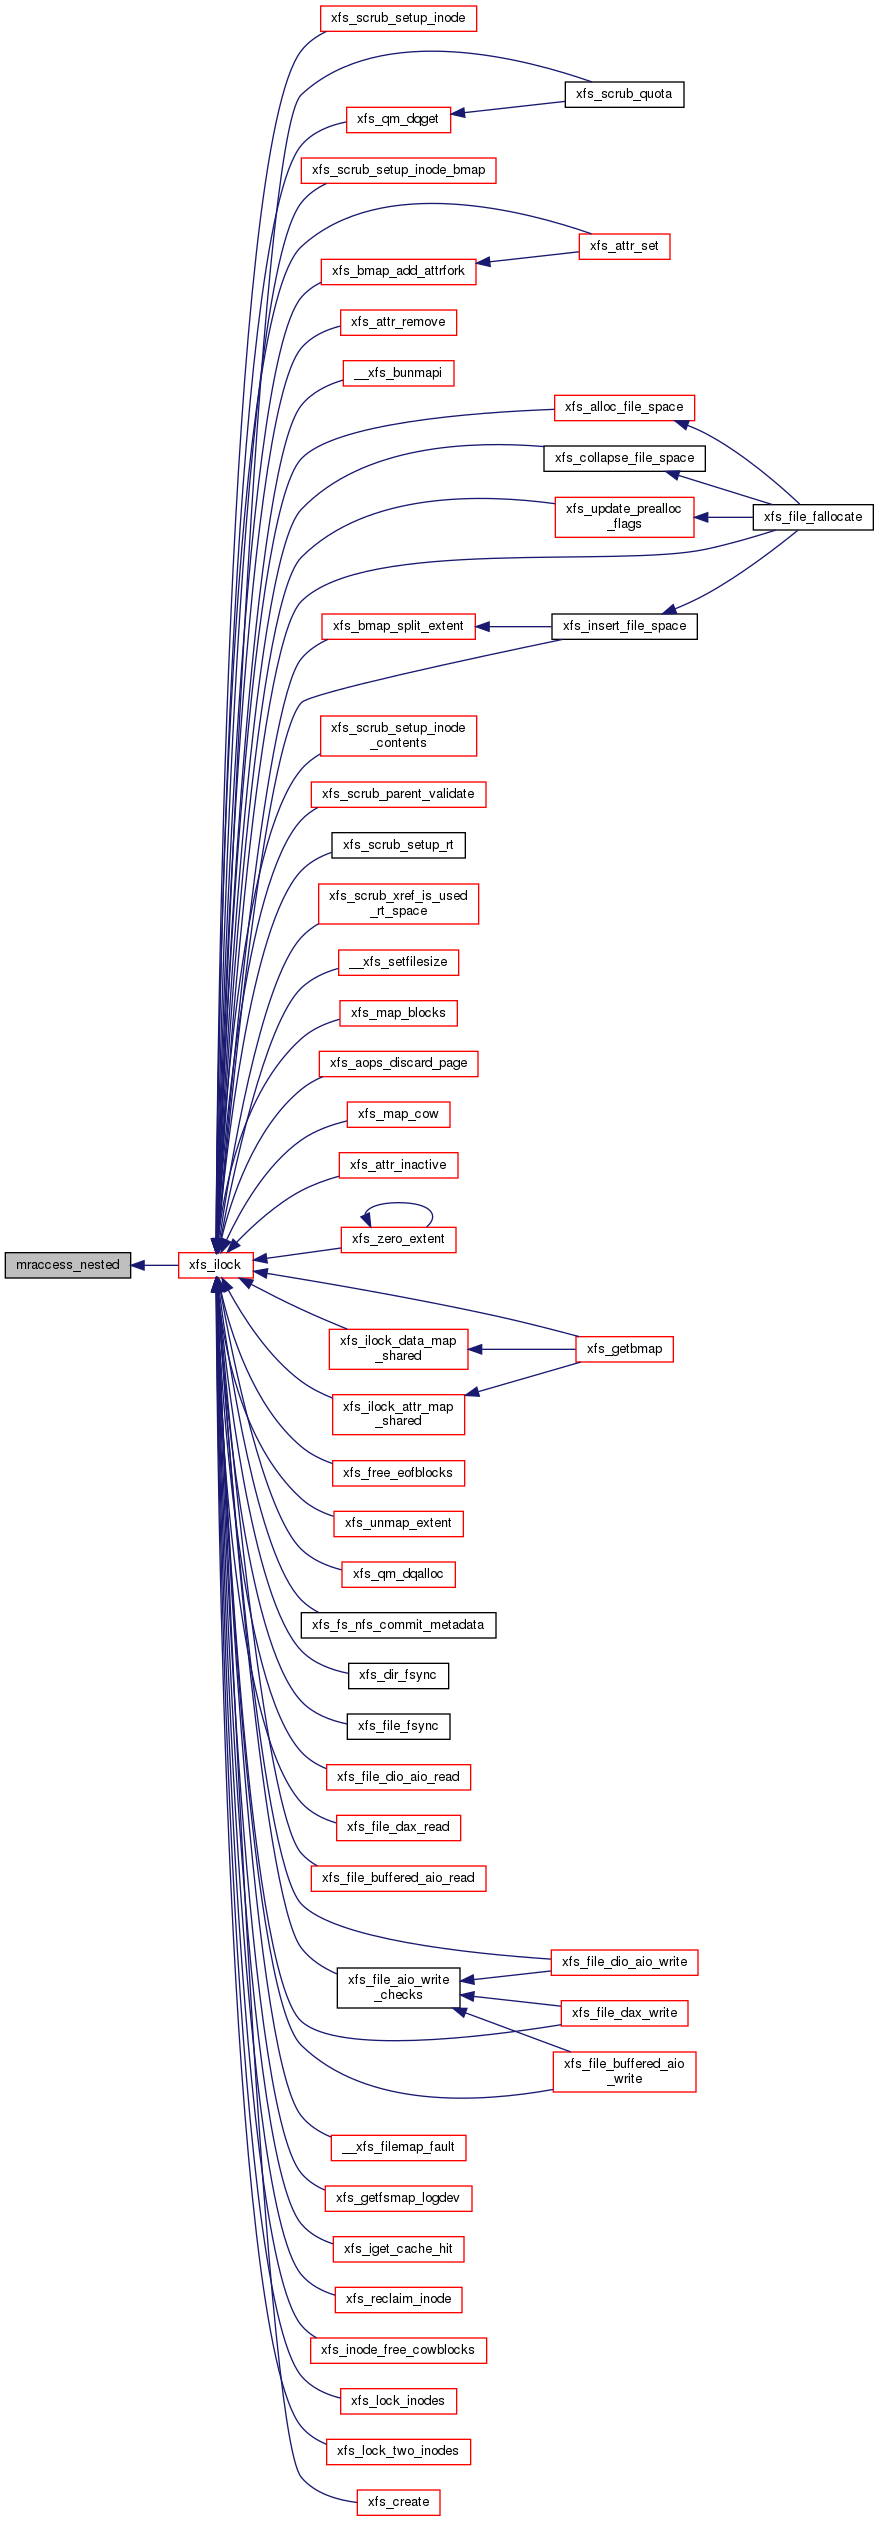 xfs_scrub_setup_inode
xfs_scrub_quota
xfs_qm_dqget
xfs_scrub_setup_inode_bmap
xfs_attr_set
xfs_bmap_add_attrfork
xfs_attr_remove
__xfs_bunmapi
xfs_alloc_file_space
xfs_collapse_file_space
xfs_update_prealloc
_flags
xfs_file_fallocate
xfs_bmap_split_extent
xfs_insert_file_space
xfs_scrub_setup_inode
_contents
xfs_scrub_parent_validate
xfs_scrub_setup_rt
xfs_scrub_xref_is_used
_rt_space
__xfs_setfilesize
xfs_map_blocks
xfs_aops_discard_page
xfs_map_cow
xfs_attr_inactive
xfs_zero_extent
mraccess_nested
xfs_ilock
xfs_ilock_data_map
_shared
xfs_getbmap
xfs_ilock_attr_map
_shared
xfs_free_eofblocks
xfs_unmap_extent
xfs_qm_dqalloc
xfs_fs_nfs_commit_metadata
xfs_dir_fsync
xfs_file_fsync
xfs_file_dio_aio_read
xfs_file_dax_read
xfs_file_buffered_aio_read
xfs_file_dio_aio_write
xfs_file_aio_write
_checks
xfs_file_dax_write
xfs_file_buffered_aio
_write
__xfs_filemap_fault
xfs_getfsmap_logdev
xfs_iget_cache_hit
xfs_reclaim_inode
xfs_inode_free_cowblocks
xfs_lock_inodes
xfs_lock_two_inodes
xfs_create